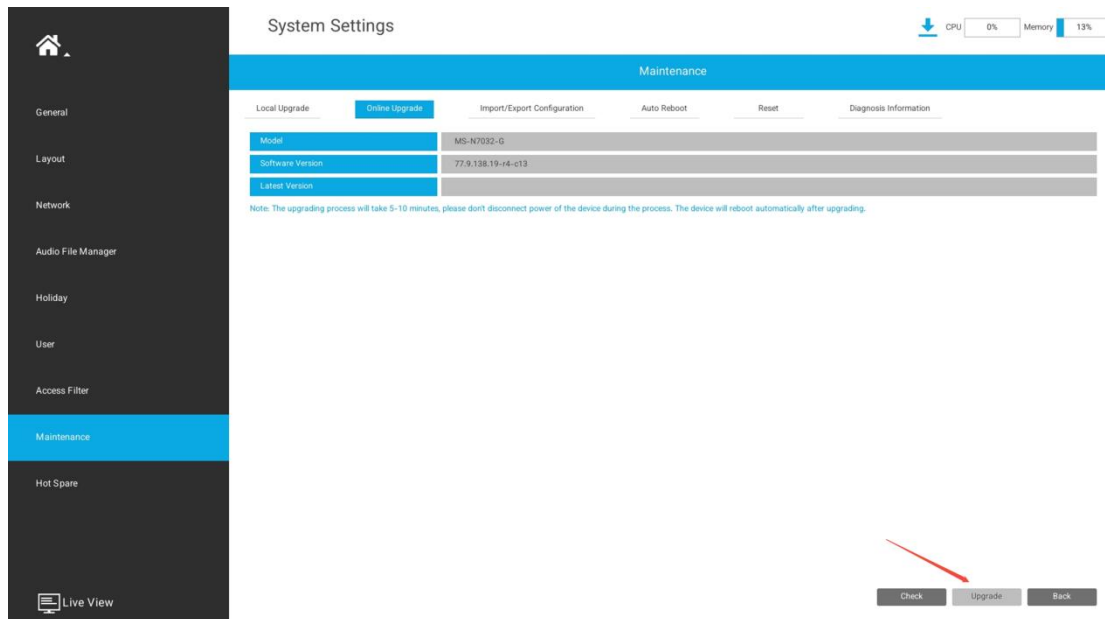 System Settings
CPU 0% Memory 13%
Maintenance
Local Upgrade Online Upgrade Import/Export Configuration Auto Reboot Reset Diagnosis Information
Model MS-N7032-G
Software Version 77.9.138.19-r4-c13
Latest Version
Note: The upgrading process will take 5-10 minutes, please don't disconnect power of the device during the process. The device will reboot automatically after upgrading.
General
Layout
Network
Audio File Manager
Holiday
User
Access Filter
Maintenance
Hot Spare
Live View
Check Upgrade Back